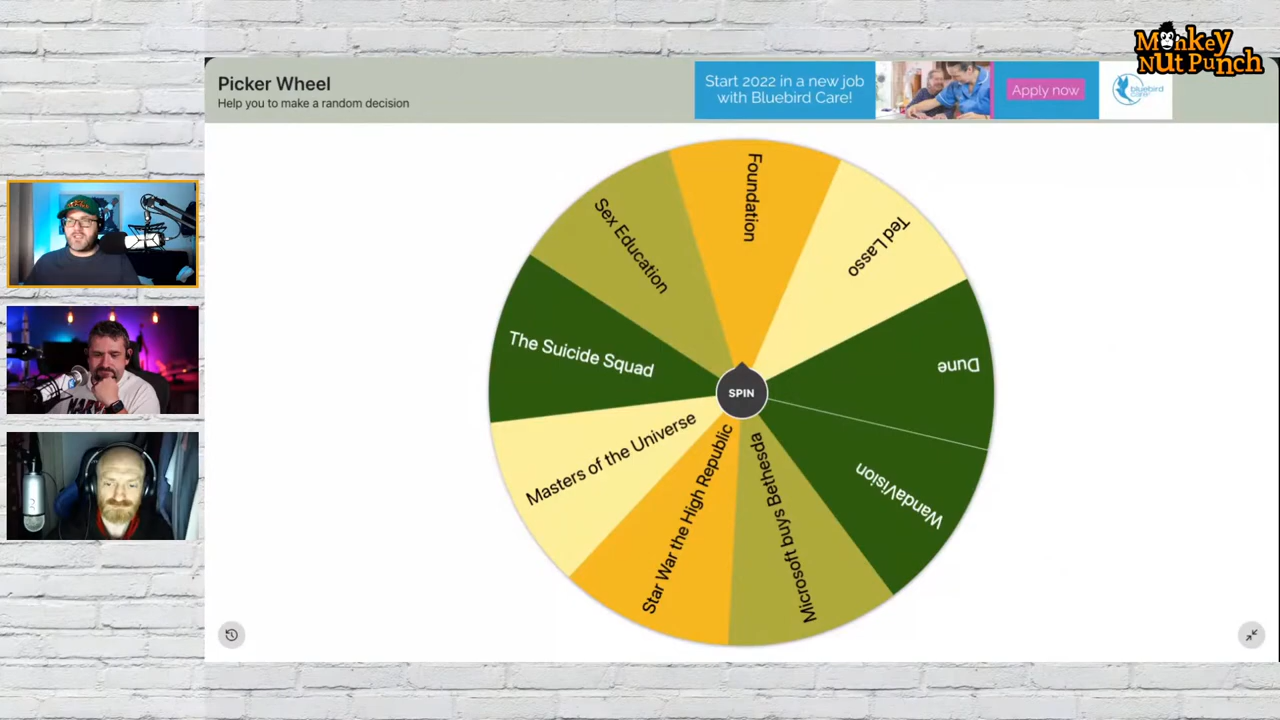 Monkey
Nut Punch
Picker Wheel
Help you to make a random decision
Start 2022 in a new job
with Bluebird Care!
Apply now
bluebird
care
Foundation
Ted Lasso
Dune
WandaVision
Microsoft buys Bethesda
Star War the High Republic
Masters of the Universe
The Suicide Squad
Sex Education
SPIN